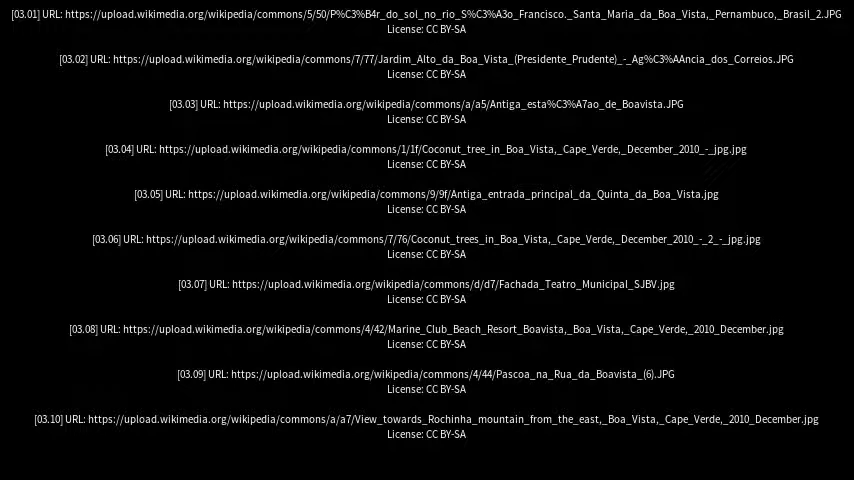 [03.01] URL: https://upload.wikimedia.org/wikipedia/commons/5/50/P%C3%B4r_do_sol_no_rio_S%C3%A3o_Francisco._Santa_Maria_da_Boa_Vista,_Pernambuco,_Brasil_2.JPG
License: CC BY-SA
[03.02] URL: https://upload.wikimedia.org/wikipedia/commons/7/77/Jardim_Alto_da_Boa_Vista_(Presidente_Prudente)_-_Ag%C3%AAncia_dos_Correios.JPG
License: CC BY-SA
[03.03] URL: https://upload.wikimedia.org/wikipedia/commons/a/a5/Antiga_esta%C3%A7ao_de_Boavista.JPG
License: CC BY-SA
[03.04] URL: https://upload.wikimedia.org/wikipedia/commons/1/1f/Coconut_tree_in_Boa_Vista,_Cape_Verde,_December_2010_-_jpg.jpg
License: CC BY-SA
[03.05] URL: https://upload.wikimedia.org/wikipedia/commons/9/9f/Antiga_entrada_principal_da_Quinta_da_Boa_Vista.jpg
License: CC BY-SA
[03.06] URL: https://upload.wikimedia.org/wikipedia/commons/7/76/Coconut_trees_in_Boa_Vista,_Cape_Verde,_December_2010_-_2_-_jpg.jpg
License: CC BY-SA
[03.07] URL: https://upload.wikimedia.org/wikipedia/commons/d/d7/Fachada_Teatro_Municipal_SJBV.jpg
License: CC BY-SA
[03.08] URL: https://upload.wikimedia.org/wikipedia/commons/4/42/Marine_Club_Beach_Resort_Boavista,_Boa_Vista,_Cape_Verde,_2010_December.jpg
License: CC BY-SA
[03.09] URL: https://upload.wikimedia.org/wikipedia/commons/4/44/Pascoa_na_Rua_da_Boavista_(6).JPG
License: CC BY-SA
[03.10] URL: https://upload.wikimedia.org/wikipedia/commons/a/a7/View_towards_Rochinha_mountain_from_the_east,_Boa_Vista,_Cape_Verde,_2010_December.jpg
License: CC BY-SA